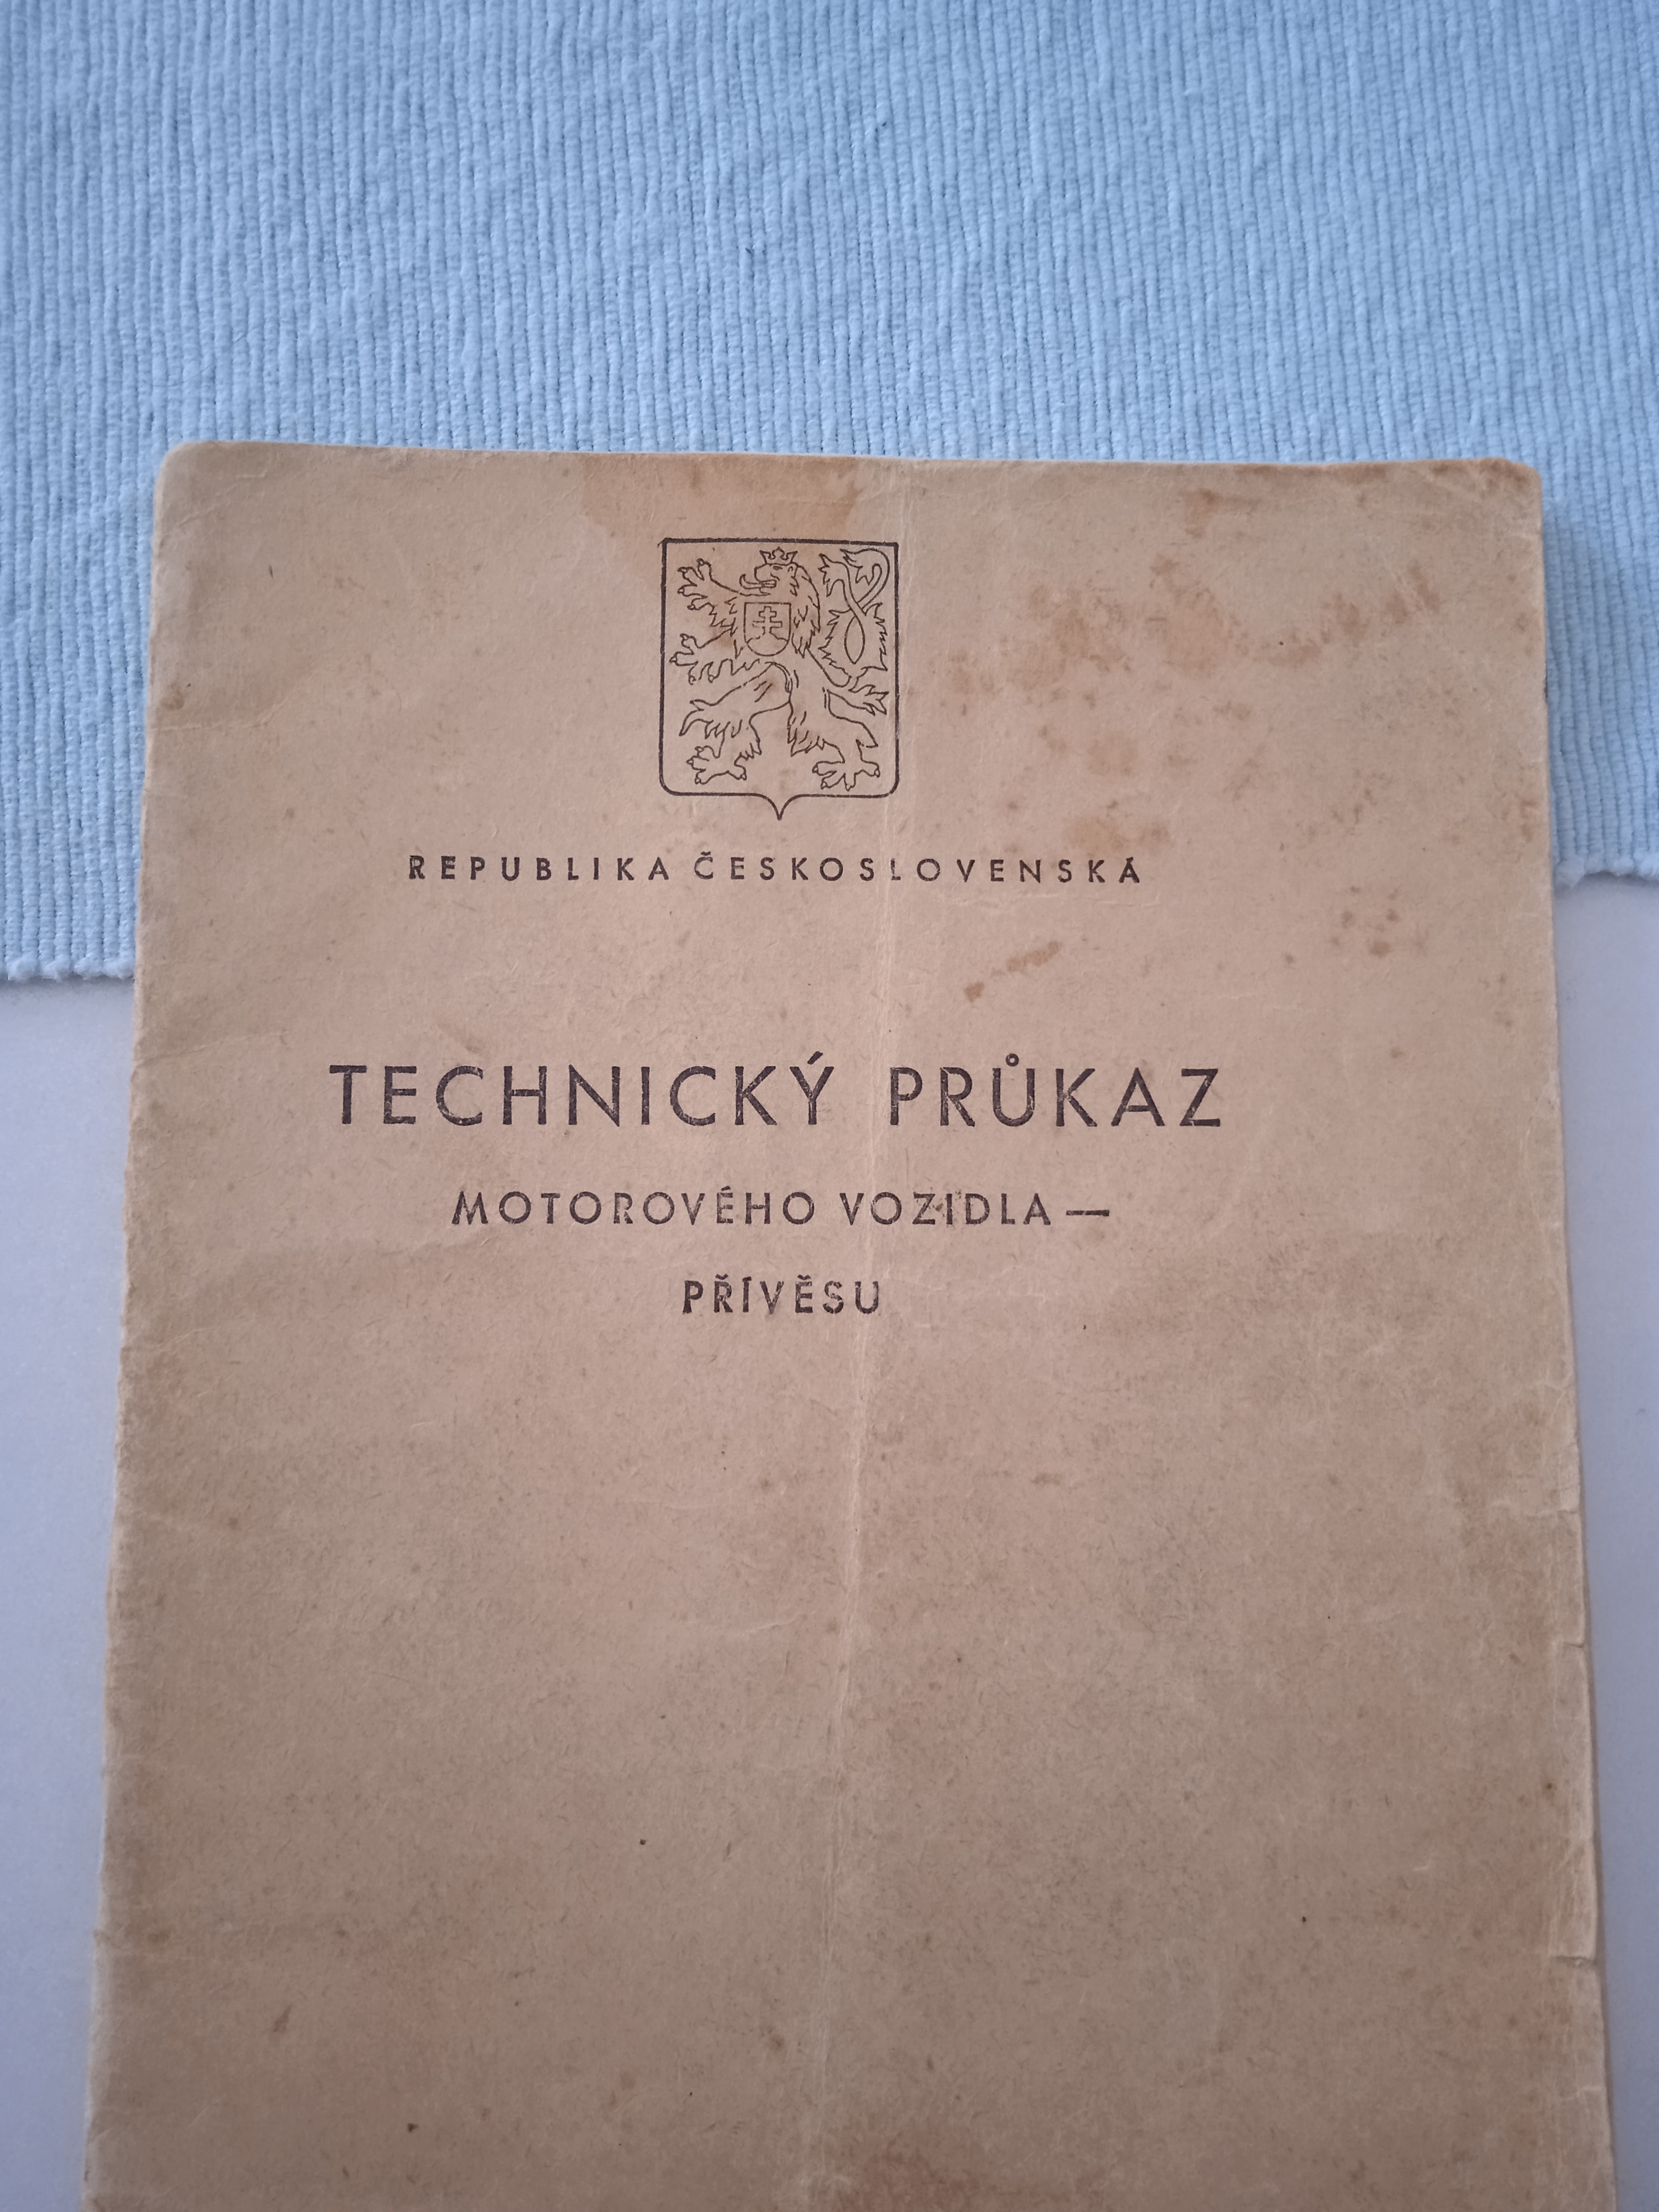 REPUBLIKA ČESKOSLOVENSKÁ
TECHNICKÝ PRŮKAZ
MOTOROVÉHO VOZIDLA —
PŘÍVĚSU